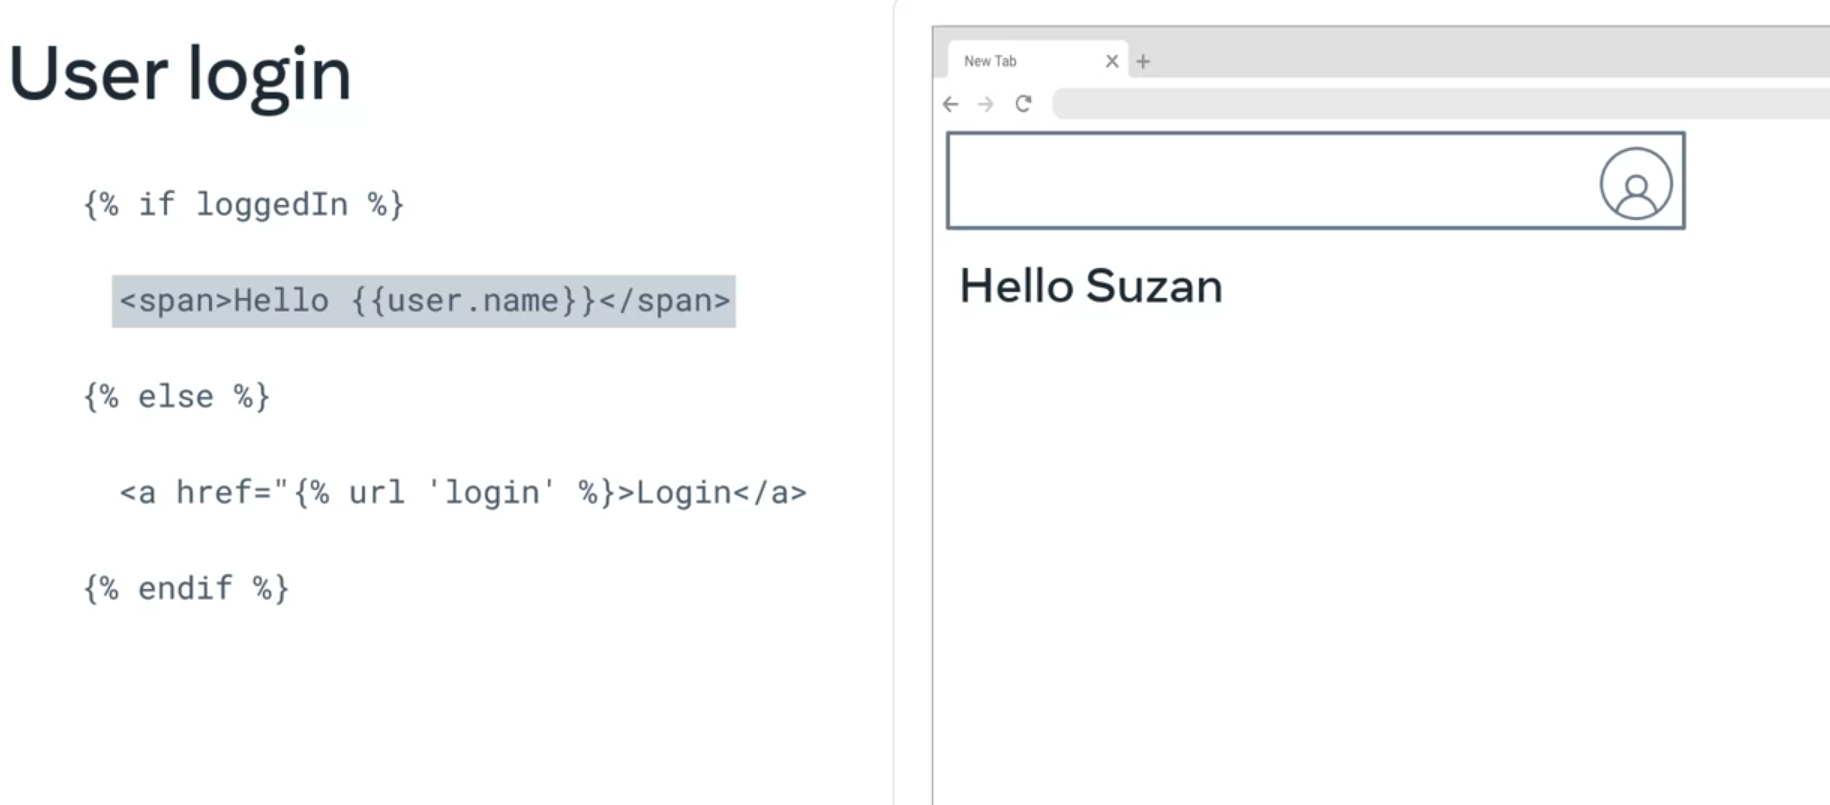 User login
{% if loggedIn %}
<span>Hello {{user.name}}</span>
{% else %}
<a href="{% url 'login' %}>Login</a>
{% endif %}
New Tab
Hello Suzan